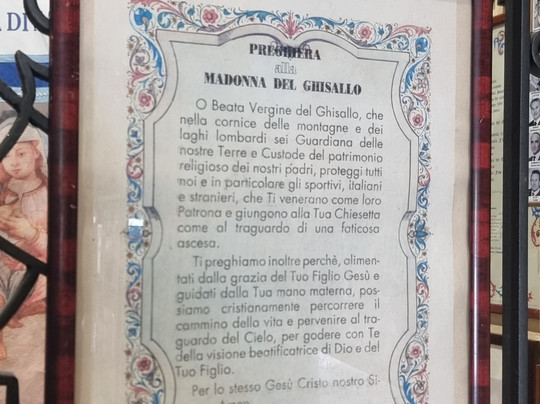 PREGHIERA
alla
MADONNA DEL GHISALLO
O Beata Vergine del Ghisallo, che
nella cornice delle montagne e dei
laghi lombardi sei Guardiana delle
nostre Terre e Custode del patrimonio
religioso dei nostri padri, proteggi tutti
noi e in particolare gli sportivi, italiani
e stranieri, che Ti venerano come loro
Patrona e giungono alla Tua Chiesetta
come al traguardo di una faticosa
ascesa.
Ti preghiamo inoltre perchè, alimen-
tati dalla grazia del Tuo Figlio Gesù e
guidati dalla Tua mano materna, pos-
siamo cristianamente percorrere il
cammino della vita e pervenire al tra-
guardo del Cielo, per godere con Te
della visione beatificatrice di Dio e del
Tuo Figlio.
Per lo stesso Gesù Cristo nostro Si-